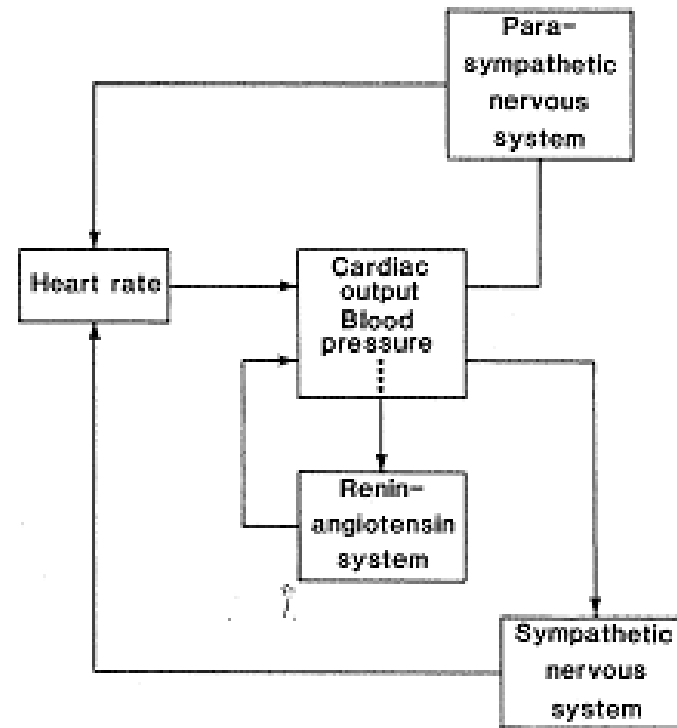 Para-
sympathetic
nervous
system
Heart rate
Cardiac
output
Blood
pressure
Renin-
angiotensin
system
Sympathetic
nervous
system